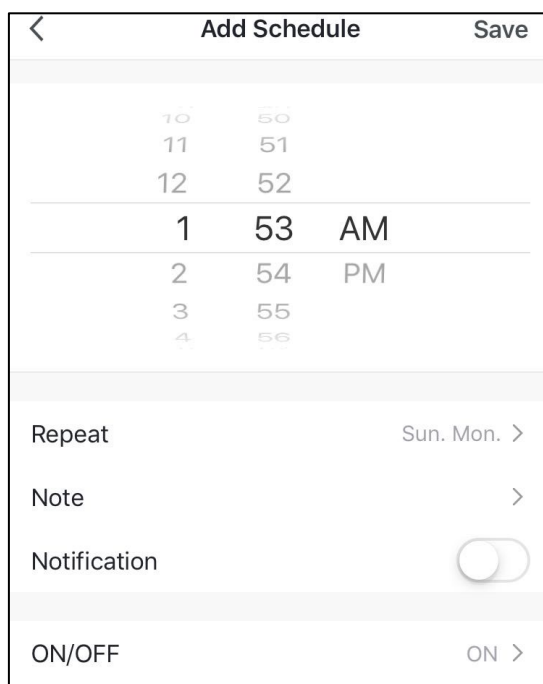 Add Schedule Save
10 50
11 51
12 52
1 53 AM
2 54 PM
3 55
4 56
Repeat Sun. Mon.
Note
Notification
ON/OFF ON